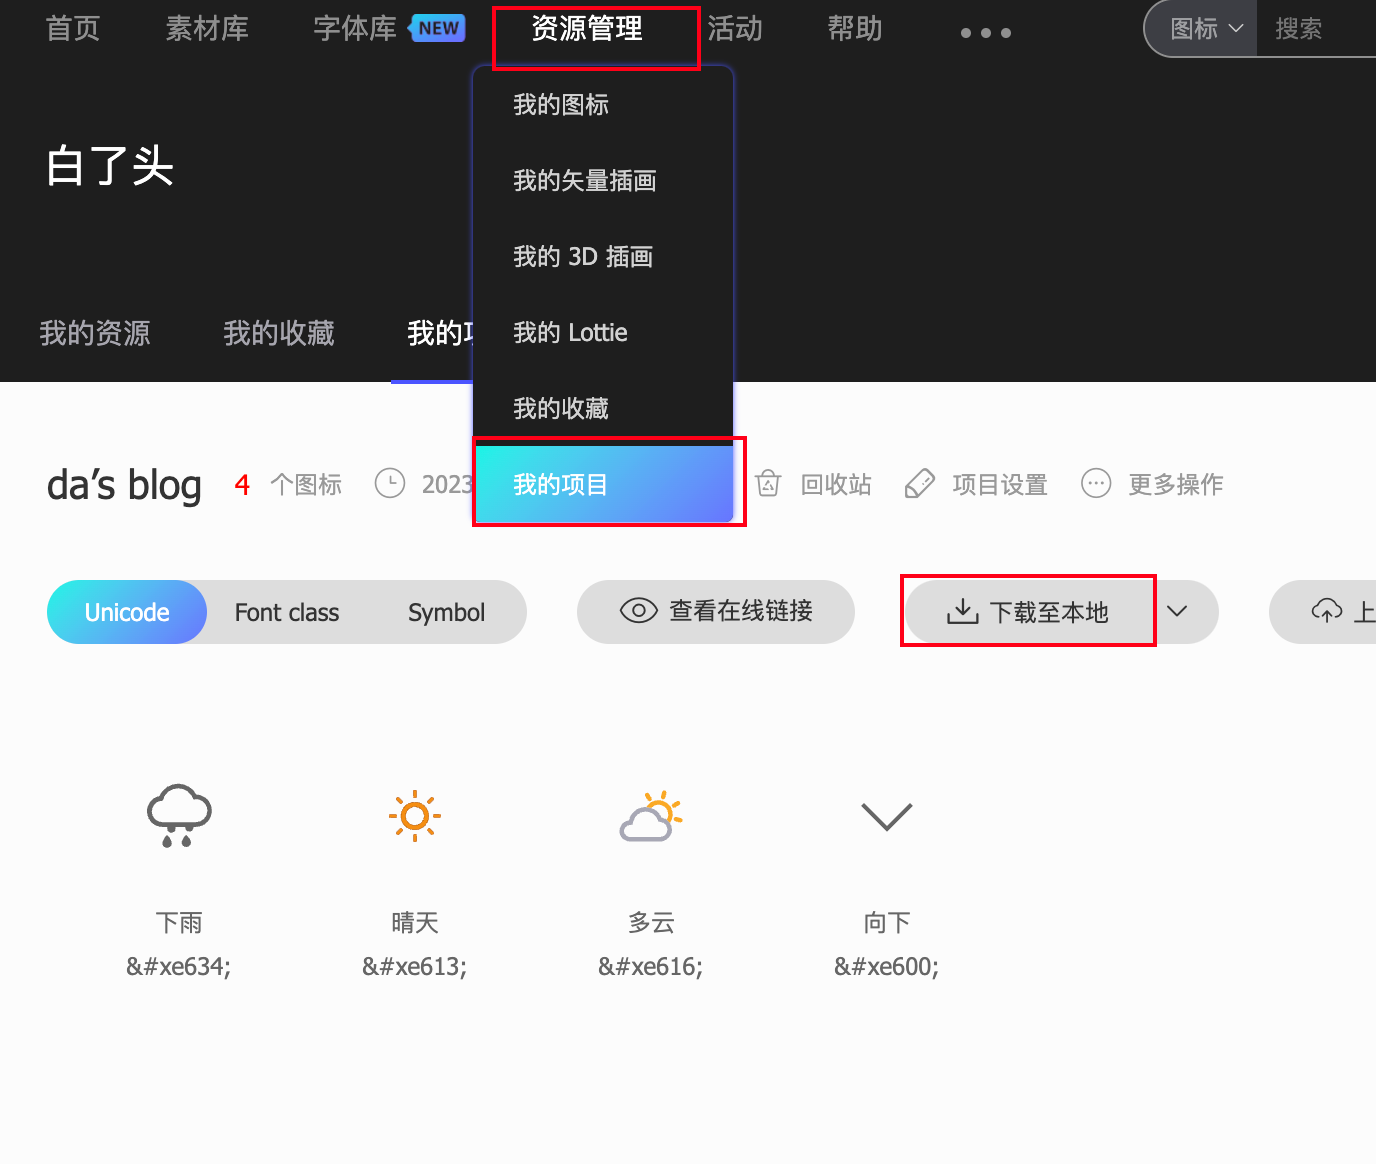 首页 素材库 字体库 NEW 资源管理 活动 帮助 图标 搜索
我的图标
白了头
我的矢量插画
我的 3D 插画
我的资源 我的收藏 我的 我的 Lottie
我的收藏
da's blog 4 个图标 2023 我的项目 回收站 项目设置 更多操作
Unicode Font class Symbol 查看在线链接 下载至本地 上
下雨 晴天 多云 向下
&#xe634; &#xe613; &#xe616; &#xe600;